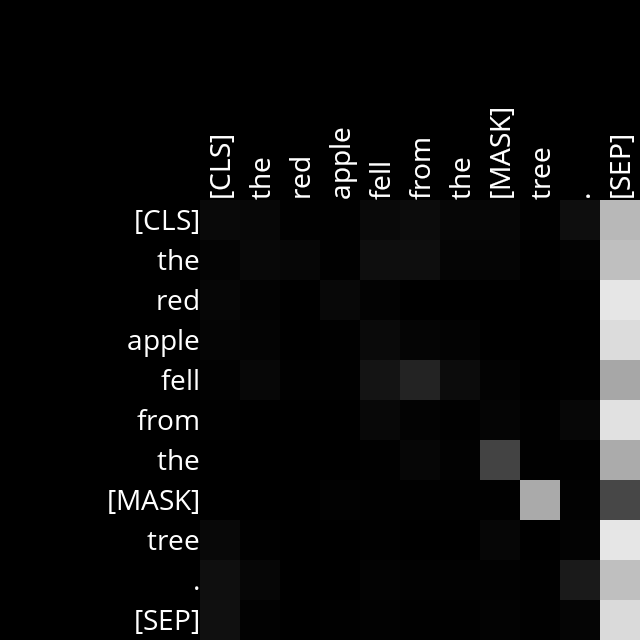 [CLS]
the
red
apple
fell
from
the
[MASK]
tree
.
[SEP]
[CLS]
the
red
apple
fell
from
the
[MASK]
tree
.
[SEP]